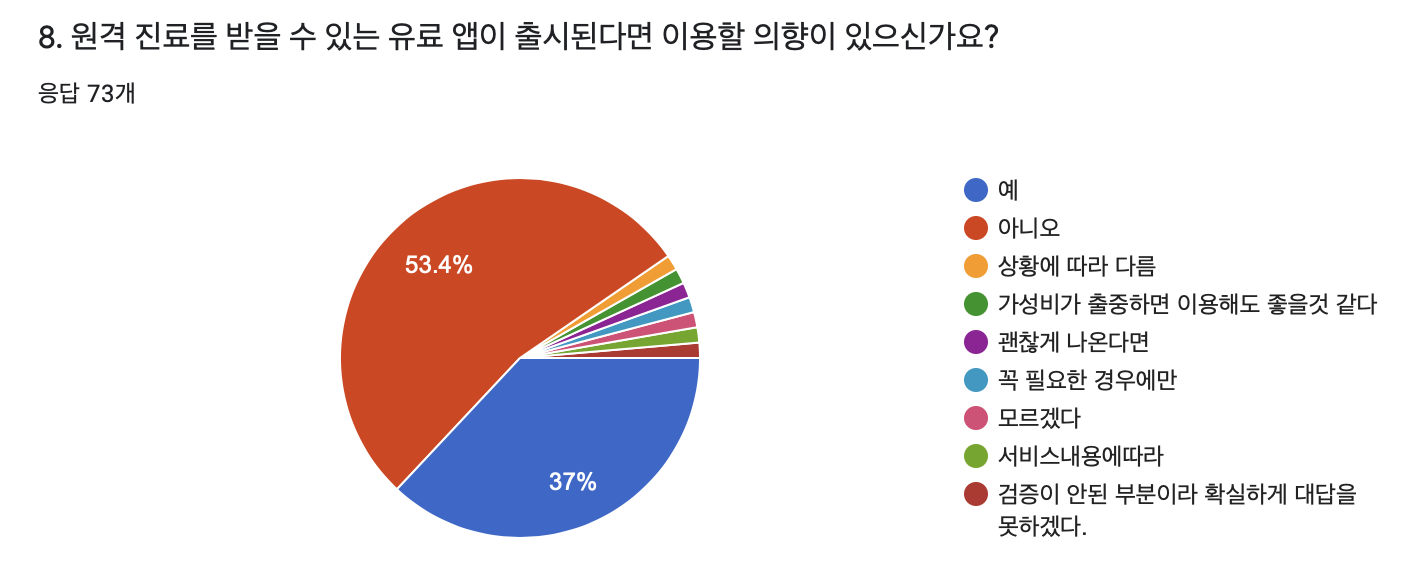 8. 원격 진료를 받을 수 있는 유료 앱이 출시된다면 이용할 의향이 있으신가요?
응답 73개
53.4%
37%
예
아니오
상황에 따라 다름
가성비가 출중하면 이용해도 좋을것 같다
괜찮게 나온다면
꼭 필요한 경우에만
모르겠다
서비스내용에따라
검증이 안된 부분이라 확실하게 대답을
못하겠다.